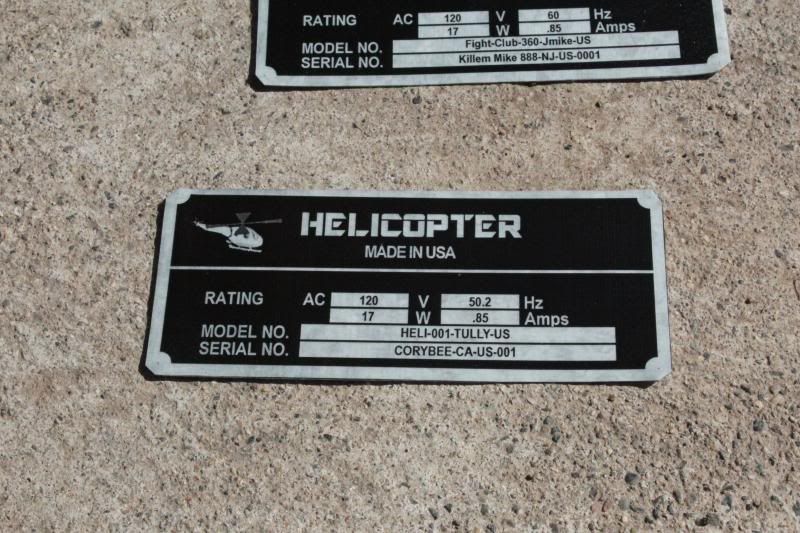 RATING AC 120 V 60 Hz
17 W .85 Amps
MODEL NO. Fight-Club-360-Jmike-US
SERIAL NO. Killem Mike 888-NJ-US-0001
HELICOPTER
MADE IN USA
RATING AC 120 V 50.2 Hz
17 W .85 Amps
MODEL NO. HELI-001-TULLY-US
SERIAL NO. CORYBEE-CA-US-001